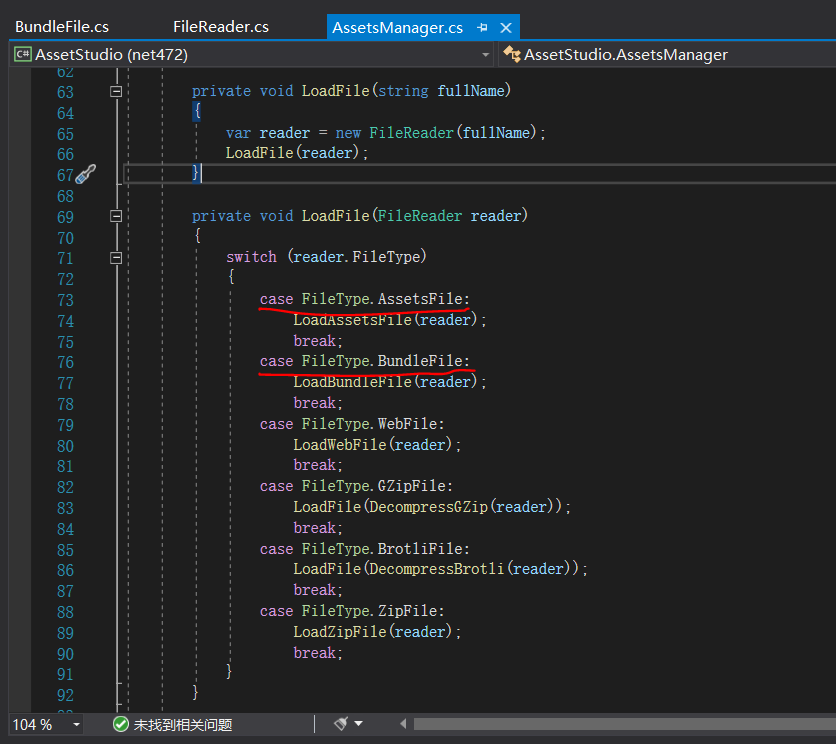 BundleFile.cs FileReader.cs AssetsManager.cs
C# AssetStudio (net472) AssetStudio.AssetsManager
62
63 private void LoadFile(string fullName)
64 {
65 var reader = new FileReader(fullName);
66 LoadFile(reader);
67 }
68
69 private void LoadFile(FileReader reader)
70 {
71 switch (reader.FileType)
72 {
73 case FileType.AssetsFile:
74 LoadAssetsFile(reader);
75 break;
76 case FileType.BundleFile:
77 LoadBundleFile(reader);
78 break;
79 case FileType.WebFile:
80 LoadWebFile(reader);
81 break;
82 case FileType.GZipFile:
83 LoadFile(DecompressGZip(reader));
84 break;
85 case FileType.BrotliFile:
86 LoadFile(DecompressBrotli(reader));
87 break;
88 case FileType.ZipFile:
89 LoadZipFile(reader);
90 break;
91 }
92 }
104 % 未找到相关问题